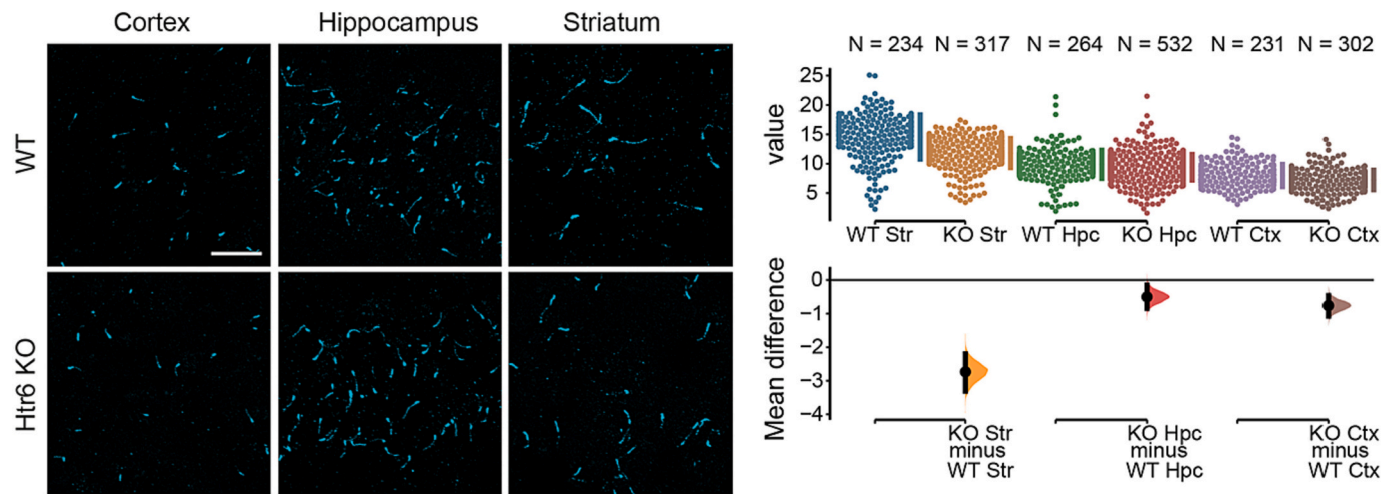 Cortex Hippocampus Striatum
WT
Htr6 KO
N = 234 N = 317 N = 264 N = 532 N = 231 N = 302
value
25
20
15
10
5
WT Str KO Str WT Hpc KO Hpc WT Ctx KO Ctx
Mean difference
0
−1
−2
−3
−4
KO Str KO Hpc KO Ctx
minus minus minus
WT Str WT Hpc WT Ctx